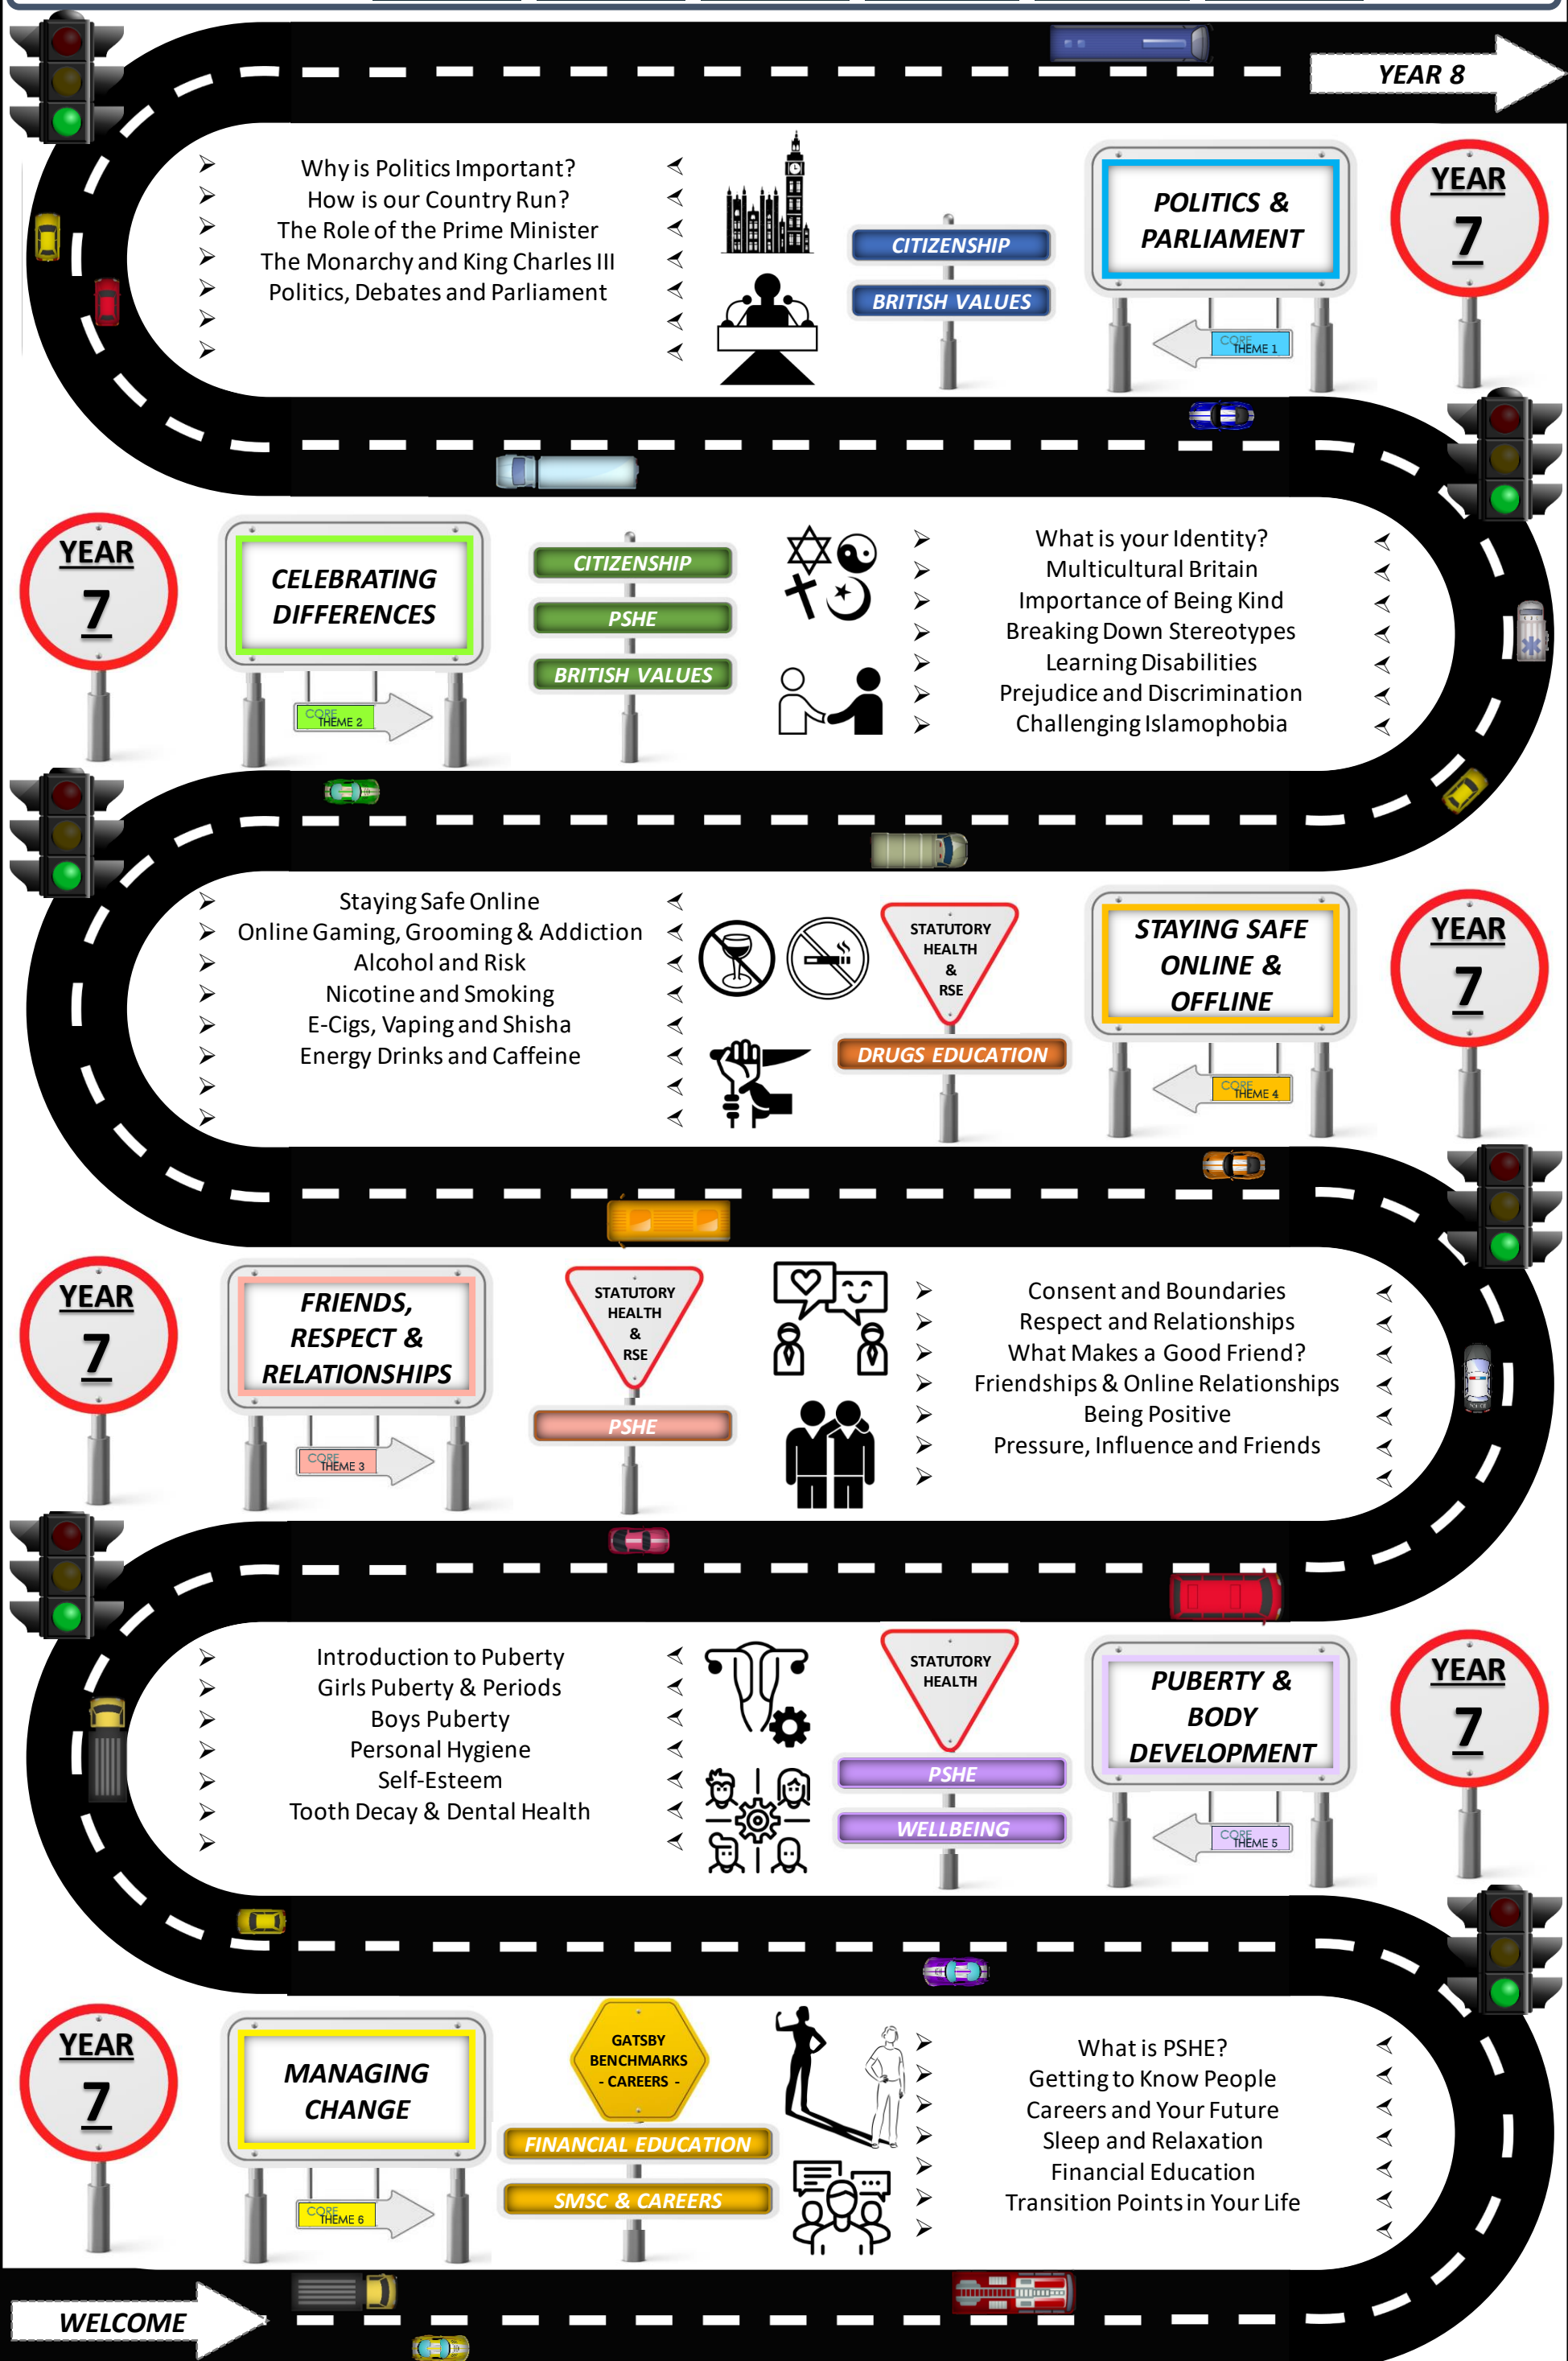 YEAR 8
Why is Politics Important?
How is our Country Run?
The Role of the Prime Minister
The Monarchy and King Charles III
Politics, Debates and Parliament
CITIZENSHIP
BRITISH VALUES
POLITICS &
PARLIAMENT
CORE
THEME 1
YEAR
7
YEAR
7
CELEBRATING
DIFFERENCES
CORE
THEME 2
CITIZENSHIP
PSHE
BRITISH VALUES
What is your Identity?
Multicultural Britain
Importance of Being Kind
Breaking Down Stereotypes
Learning Disabilities
Prejudice and Discrimination
Challenging Islamophobia
Staying Safe Online
Online Gaming, Grooming & Addiction
Alcohol and Risk
Nicotine and Smoking
E-Cigs, Vaping and Shisha
Energy Drinks and Caffeine
STATUTORY
HEALTH
&
RSE
DRUGS EDUCATION
STAYING SAFE
ONLINE &
OFFLINE
CORE
THEME 4
YEAR
7
YEAR
7
FRIENDS,
RESPECT &
RELATIONSHIPS
CORE
THEME 3
STATUTORY
HEALTH
&
RSE
PSHE
Consent and Boundaries
Respect and Relationships
What Makes a Good Friend?
Friendships & Online Relationships
Being Positive
Pressure, Influence and Friends
Introduction to Puberty
Girls Puberty & Periods
Boys Puberty
Personal Hygiene
Self-Esteem
Tooth Decay & Dental Health
STATUTORY
HEALTH
PSHE
WELLBEING
PUBERTY &
BODY
DEVELOPMENT
CORE
THEME 5
YEAR
7
YEAR
7
MANAGING
CHANGE
CORE
THEME 6
GATSBY
BENCHMARKS
- CAREERS -
FINANCIAL EDUCATION
SMSC & CAREERS
What is PSHE?
Getting to Know People
Careers and Your Future
Sleep and Relaxation
Financial Education
Transition Points in Your Life
WELCOME